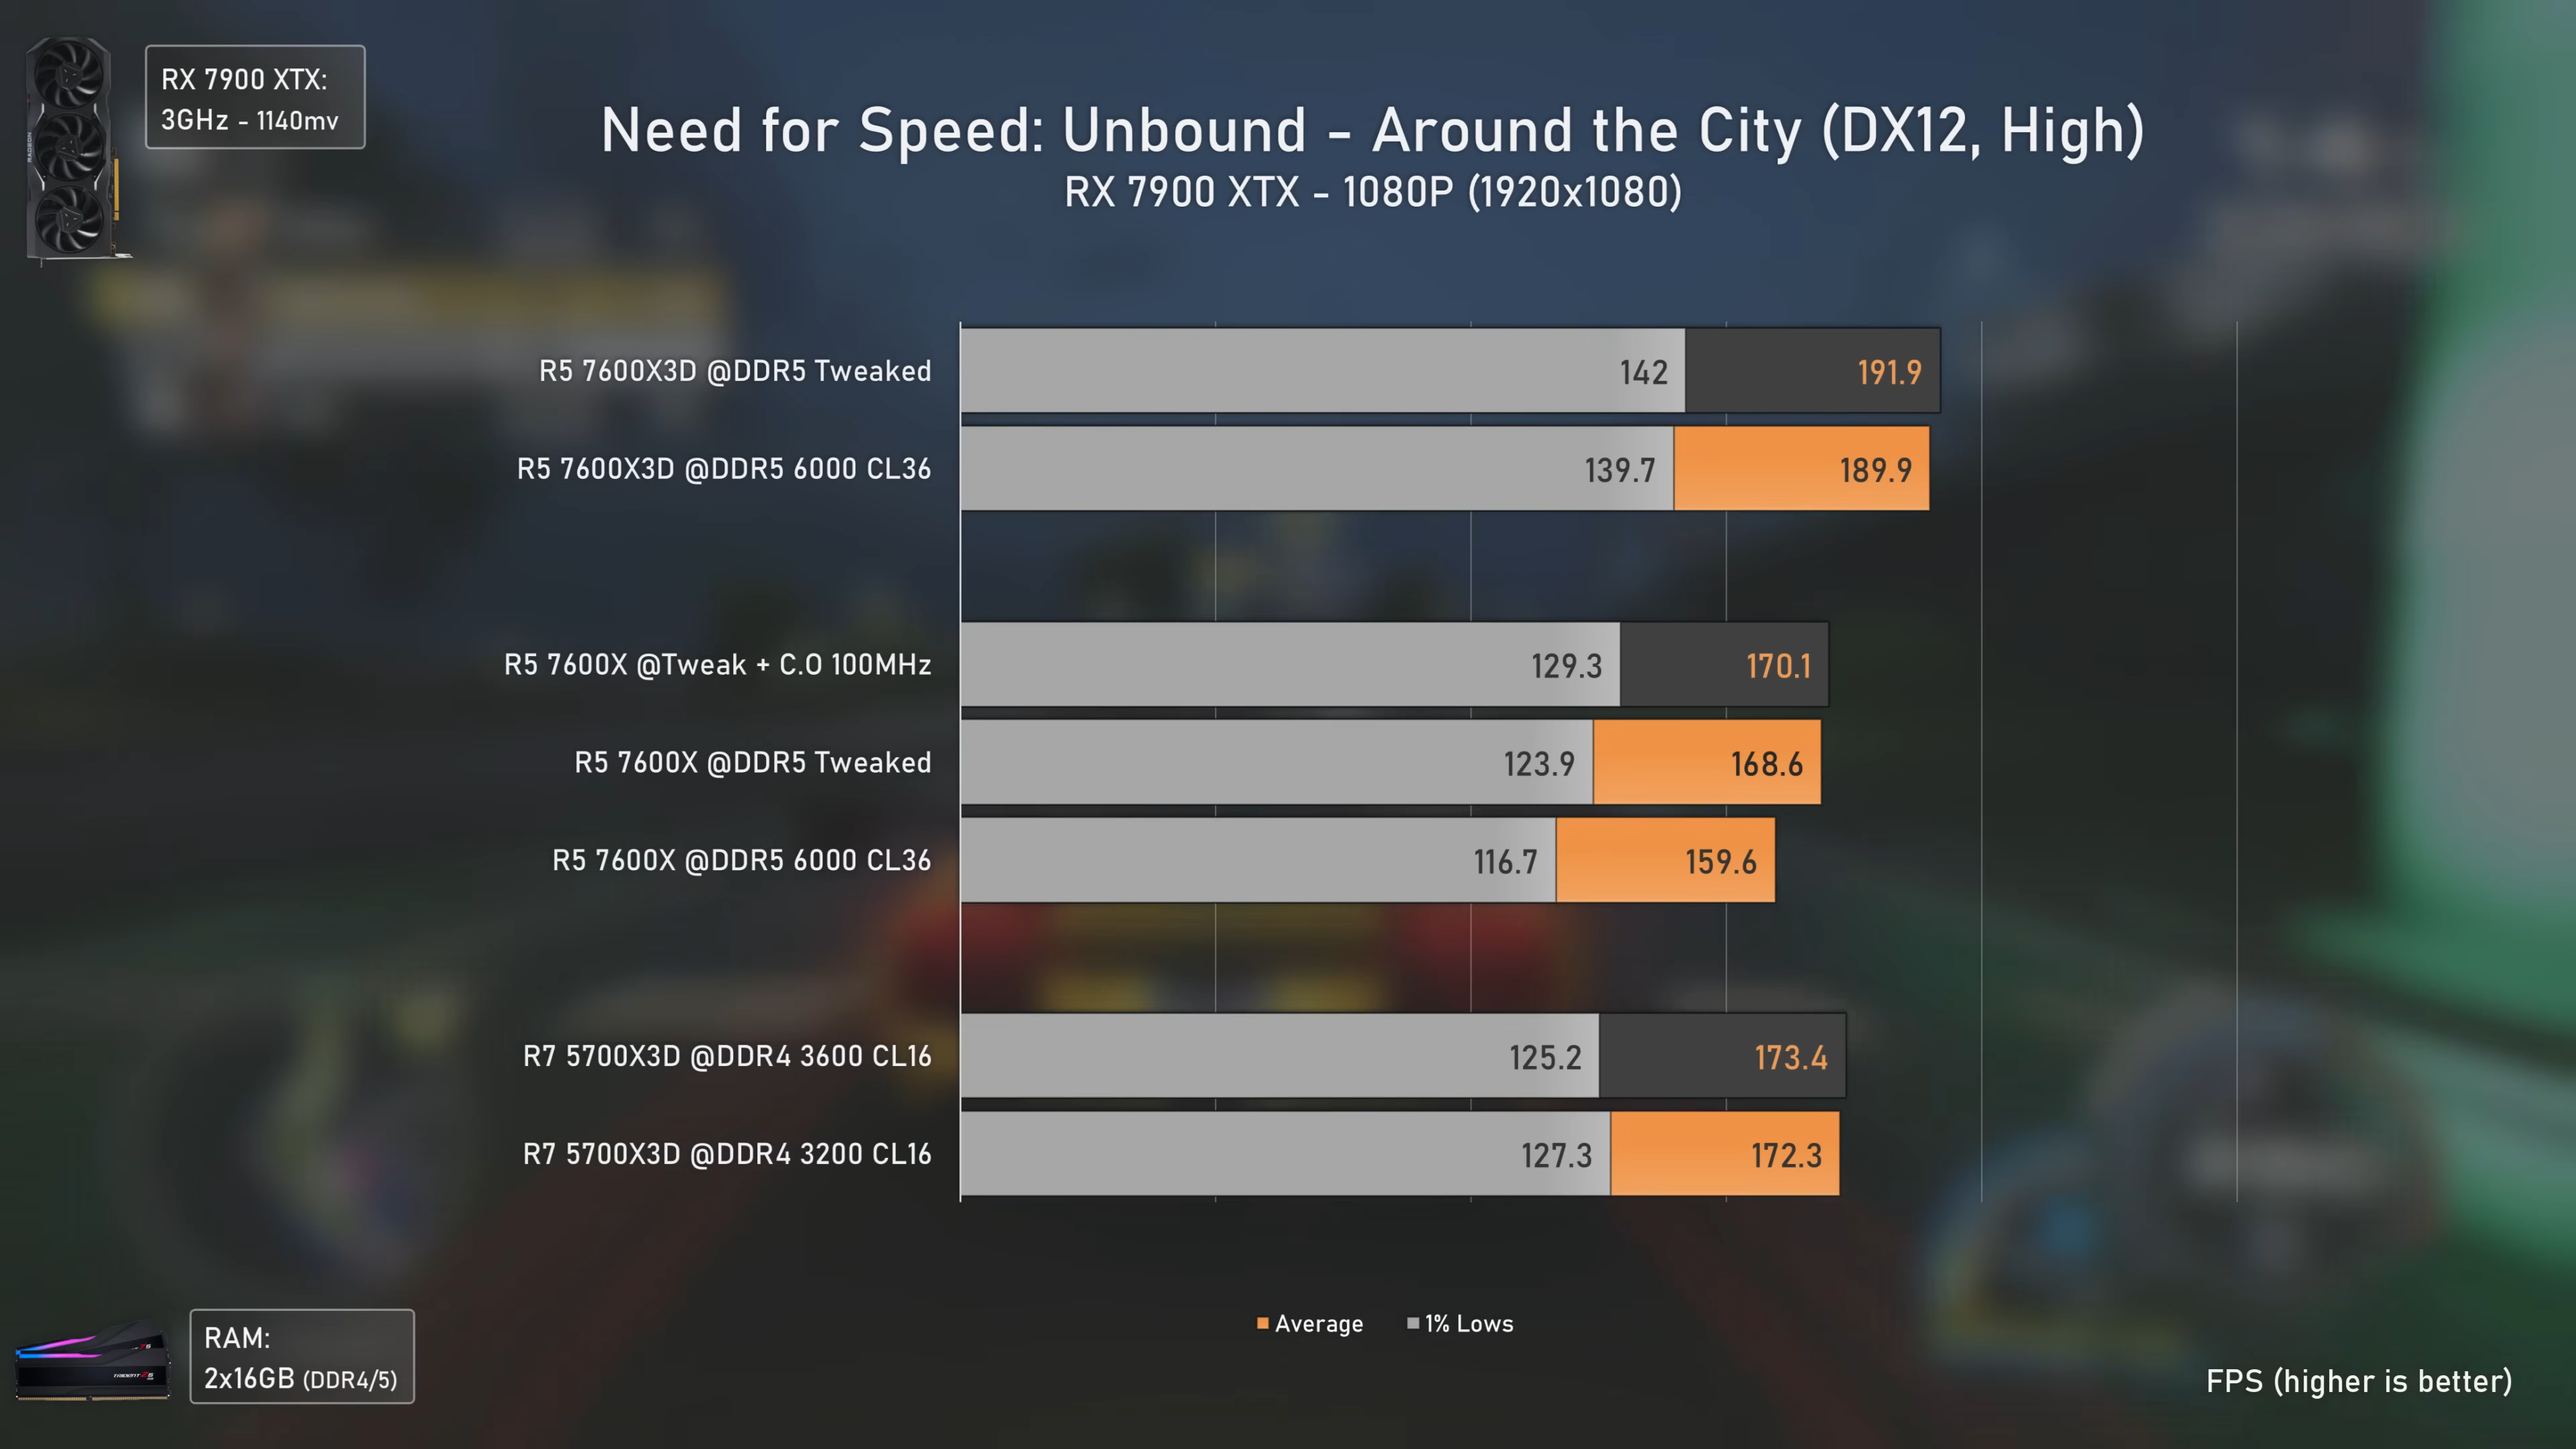 RX 7900 XTX:
3GHz - 1140mv
Need for Speed: Unbound - Around the City (DX12, High)
RX 7900 XTX - 1080P (1920x1080)
R5 7600X3D @DDR5 Tweaked 142 191.9
R5 7600X3D @DDR5 6000 CL36 139.7 189.9
R5 7600X @Tweak + C.O 100MHz 129.3 170.1
R5 7600X @DDR5 Tweaked 123.9 168.6
R5 7600X @DDR5 6000 CL36 116.7 159.6
R7 5700X3D @DDR4 3600 CL16 125.2 173.4
R7 5700X3D @DDR4 3200 CL16 127.3 172.3
Average 1% Lows
RAM:
2x16GB (DDR4/5)
FPS (higher is better)